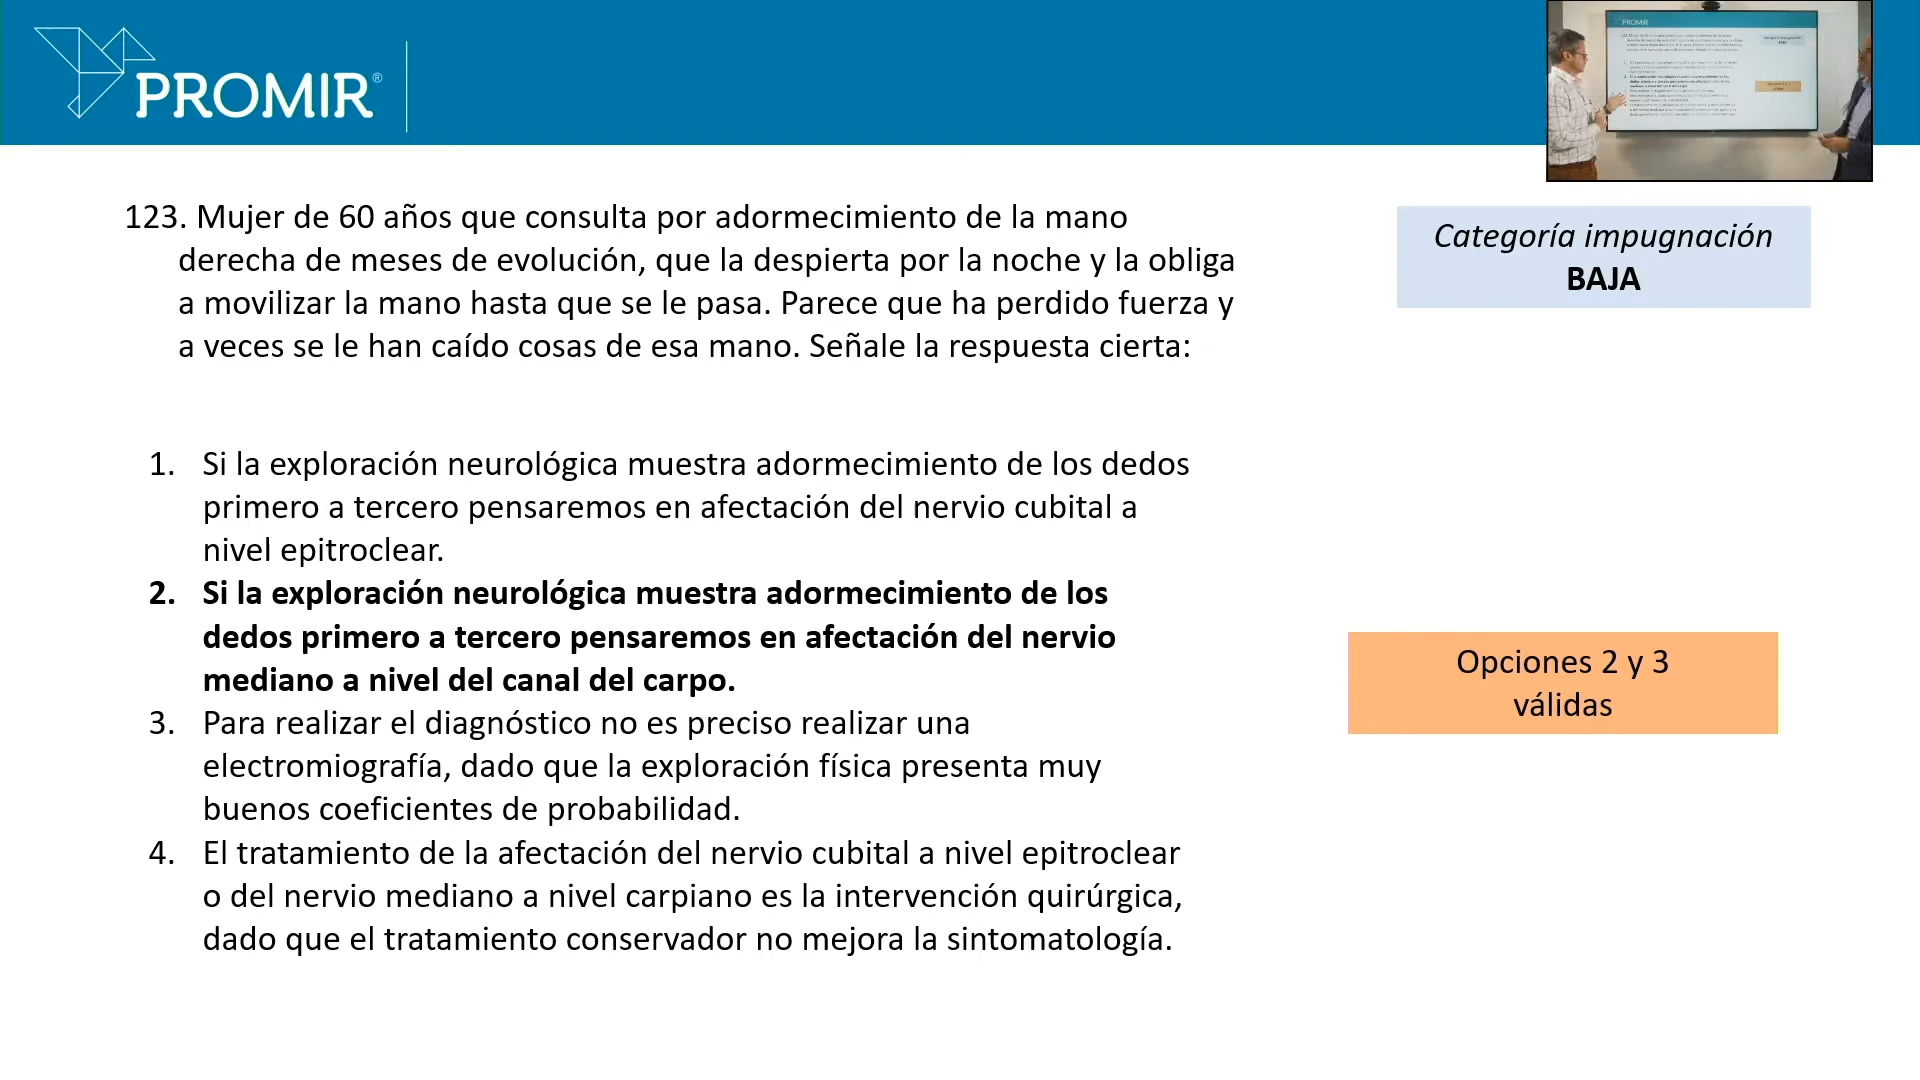 PROMIR®
PROMIR
123. Mujer de 60 años que consulta por adormecimiento de la mano
derecha de meses de evolución, que la despierta por la noche y la obliga
a movilizar la mano hasta que se le pasa. Parece que ha perdido fuerza y
a veces se le han caído cosas de esa mano. Señale la respuesta cierta:
Categoría impugnación
BAJA
1. Si la exploración neurológica muestra adormecimiento de los dedos
primero a tercero pensaremos en afectación del nervio cubital a
nivel epitroclear.
2. Si la exploración neurológica muestra adormecimiento de los
dedos primero a tercero pensaremos en afectación del nervio
mediano a nivel del canal del carpo.
Opciones 2 y 3
válidas
3. Para realizar el diagnóstico no es preciso realizar una
electromiografía, dado que la exploración física presenta muy
buenos coeficientes de probabilidad.
4. El tratamiento de la afectación del nervio cubital a nivel epitroclear
o del nervio mediano a nivel carpiano es la intervención quirúrgica,
dado que el tratamiento conservador no mejora la sintomatología.